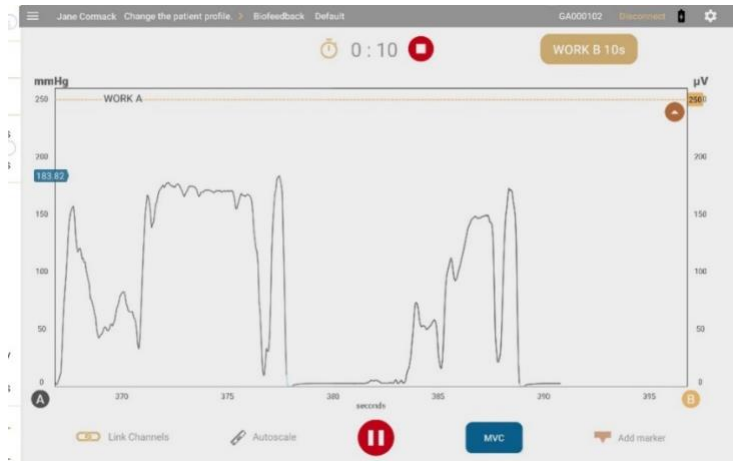 Jane Cormack Change the patient profile. > Biofeedback Default GA000102 Disconnect
0 : 10 WORK B 10s
mmHg µV
250 WORK A 250
200 200
183.82
150 150
100 100
50 50
0 0
A 370 375 380 385 390 395 B
seconds
Link Channels Autoscale MVC Add marker